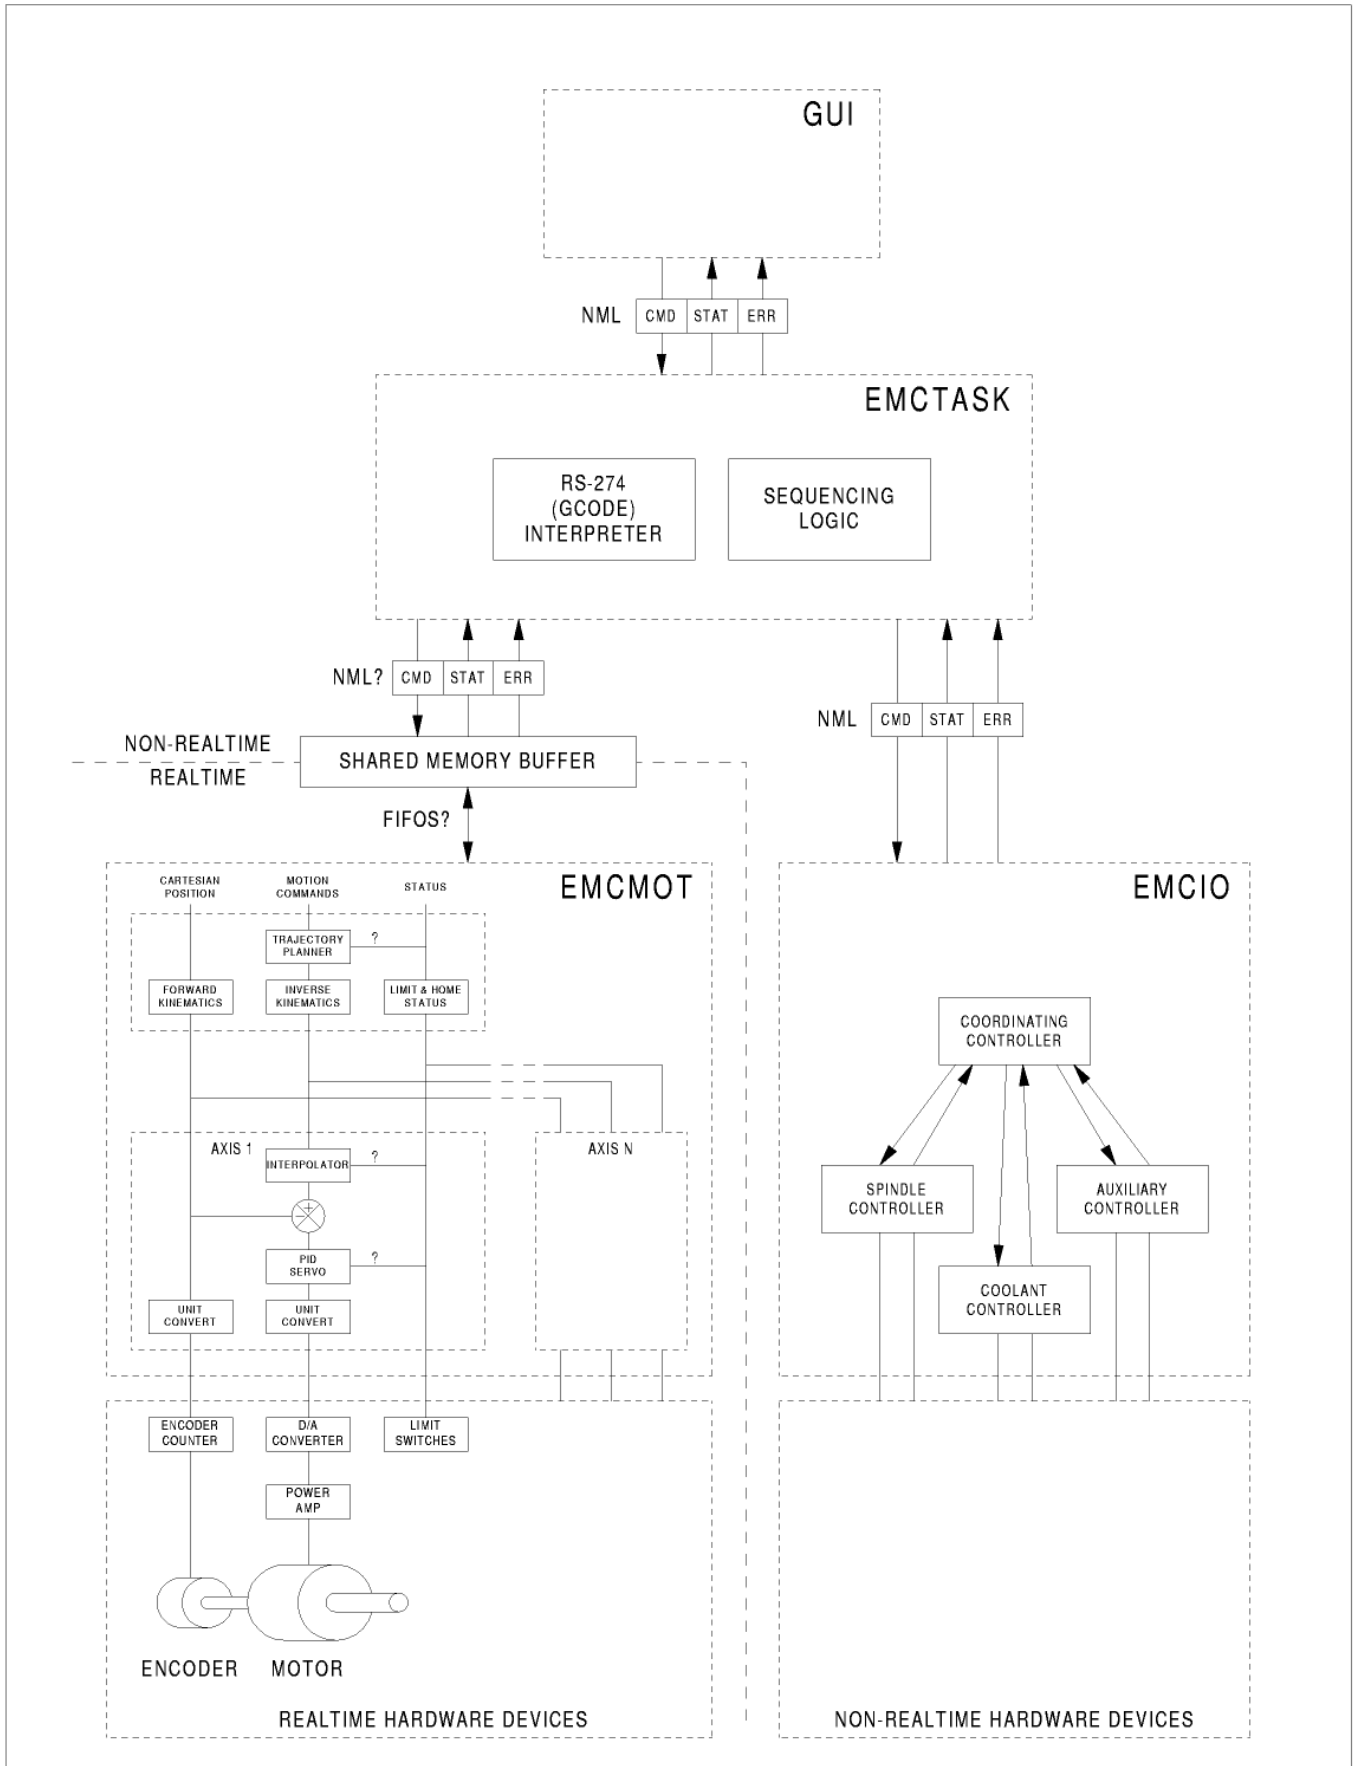 GUI
NML CMD STAT ERR
EMCTASK
RS-274
(GCODE)
INTERPRETER
SEQUENCING
LOGIC
NML? CMD STAT ERR
NML CMD STAT ERR
NON-REALTIME
REALTIME
SHARED MEMORY BUFFER
FIFOS?
EMCMOT
CARTESIAN
POSITION
MOTION
COMMANDS
STATUS
TRAJECTORY
PLANNER
?
FORWARD
KINEMATICS
INVERSE
KINEMATICS
LIMIT & HOME
STATUS
AXIS 1
INTERPOLATOR
?
+
−
PID
SERVO
?
UNIT
CONVERT
UNIT
CONVERT
AXIS N
EMCIO
COORDINATING
CONTROLLER
SPINDLE
CONTROLLER
AUXILIARY
CONTROLLER
COOLANT
CONTROLLER
ENCODER
COUNTER
D/A
CONVERTER
LIMIT
SWITCHES
POWER
AMP
ENCODER
MOTOR
REALTIME HARDWARE DEVICES
NON-REALTIME HARDWARE DEVICES